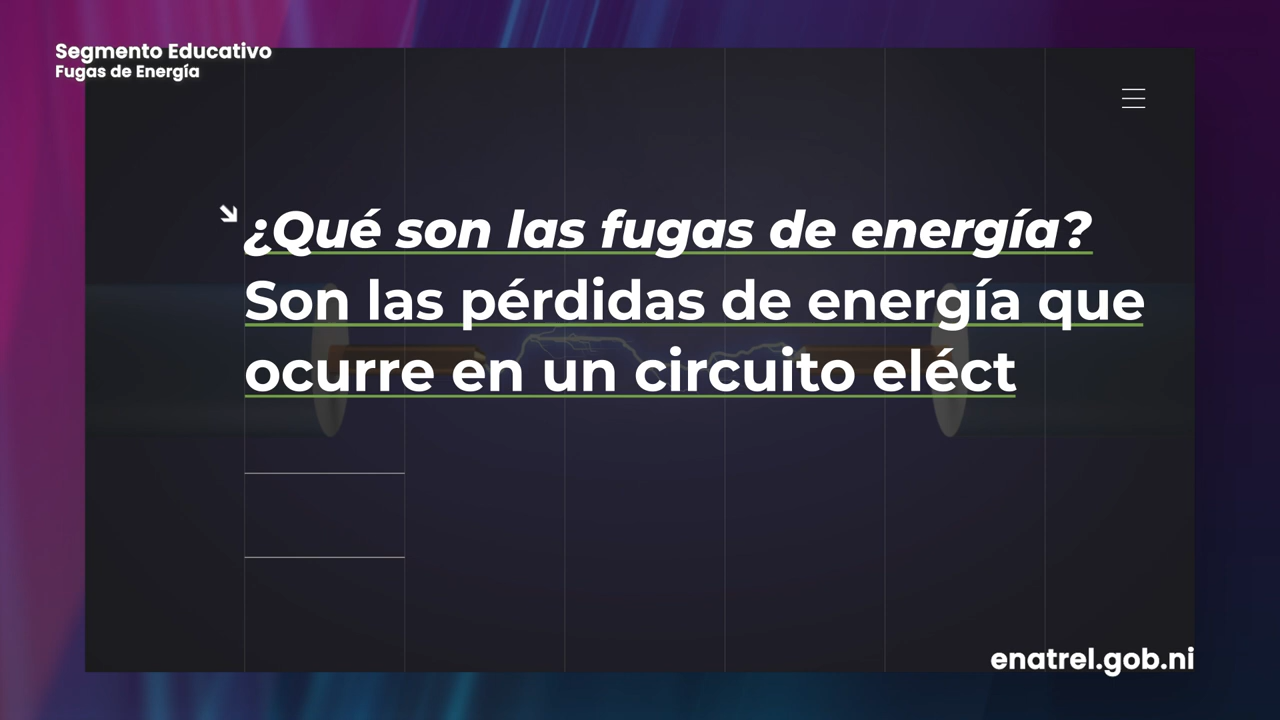 Segmento Educativo
Fugas de Energía
¿Qué son las fugas de energía?
Son las pérdidas de energía que
ocurre en un circuito eléct
enatrel.gob.ni